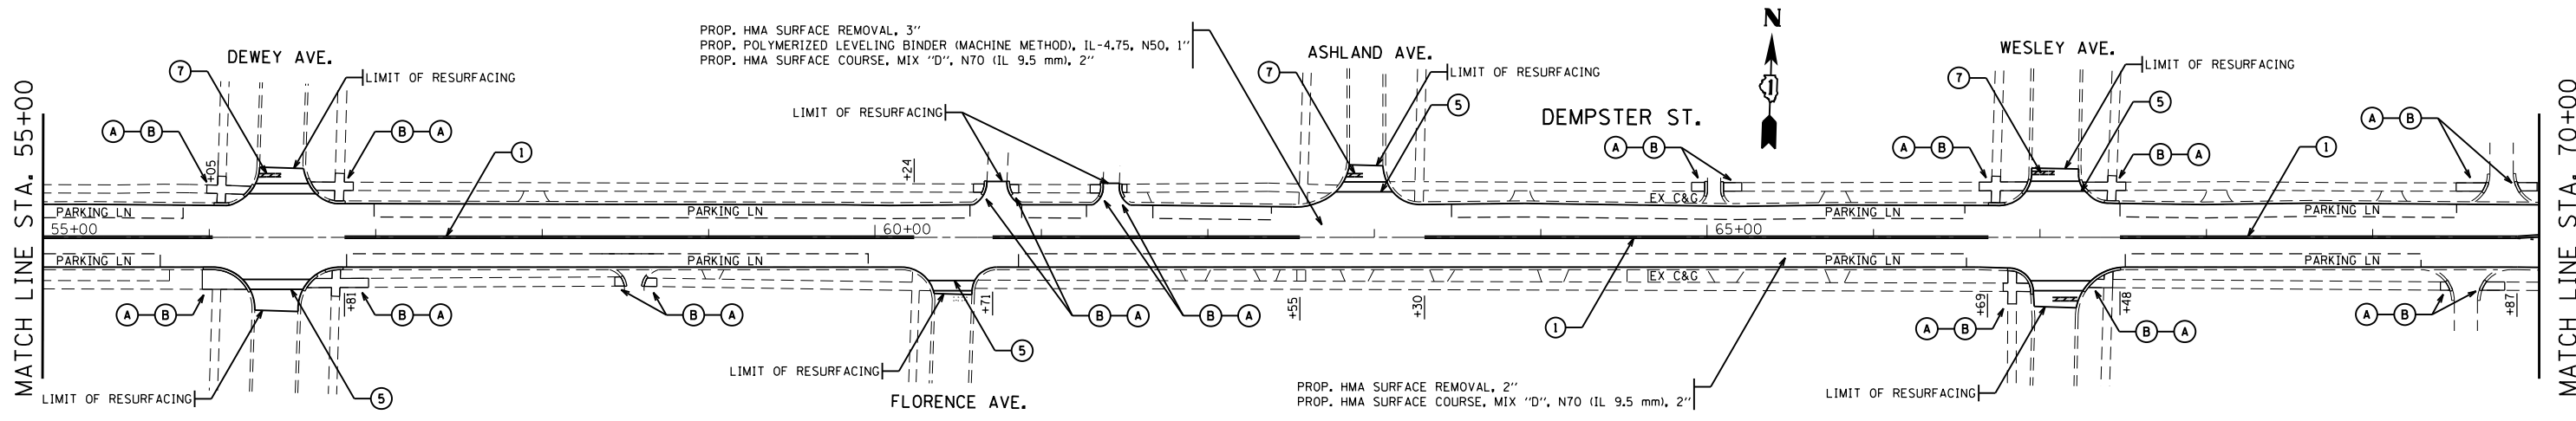 PROP. HMA SURFACE REMOVAL, 3"
PROP. POLYMERIZED LEVELING BINDER (MACHINE METHOD), IL-4.75, N50, 1"
PROP. HMA SURFACE COURSE, MIX "D", N70 (IL 9.5 mm), 2"
N
1
DEWEY AVE.
ASHLAND AVE.
WESLEY AVE.
7
LIMIT OF RESURFACING
7
LIMIT OF RESURFACING
7
LIMIT OF RESURFACING
5
5
LIMIT OF RESURFACING
DEMPSTER ST.
A B
B A
1
A B
A B
B A
A B
1
+05
+24
MATCH LINE STA. 55+00
MATCH LINE STA. 70+00
PARKING LN
PARKING LN
EX C&G
PARKING LN
PARKING LN
55+00
60+00
65+00
PARKING LN
PARKING LN
PARKING LN
PARKING LN
EX C&G
+81
+71
+55
+30
+69
+48
+87
A B
B A
B A
B A
B A
1
A B
B A
A B
5
LIMIT OF RESURFACING
LIMIT OF RESURFACING
5
FLORENCE AVE.
PROP. HMA SURFACE REMOVAL, 2"
PROP. HMA SURFACE COURSE, MIX "D", N70 (IL 9.5 mm), 2"
LIMIT OF RESURFACING